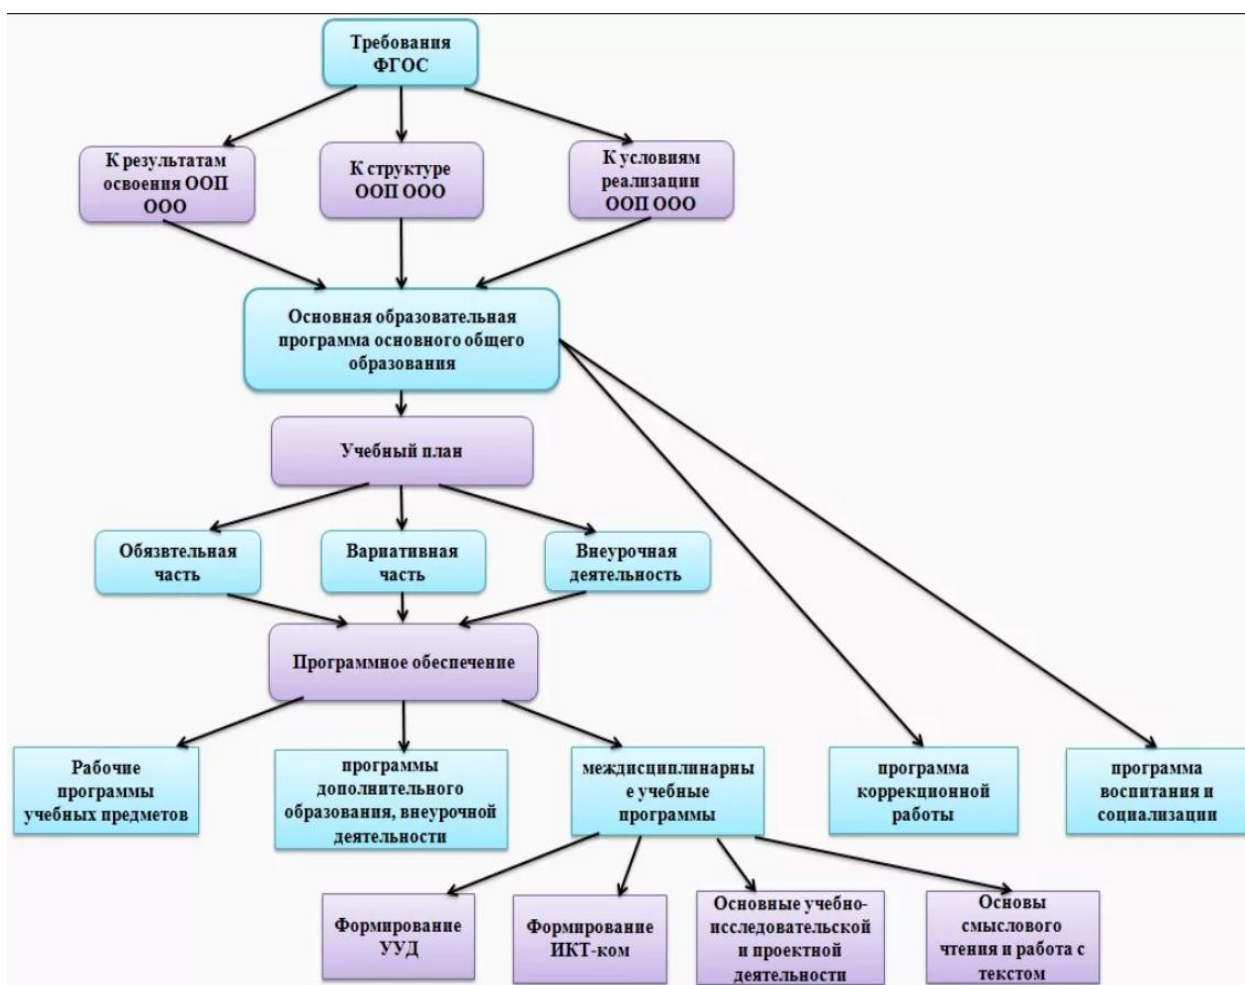 Требования
ФГОС
К результатам
освоения ООП
ООО
К структуре
ООП ООО
К условиям
реализации
ООП ООО
Основная образовательная
программа основного общего
образования
Учебный план
Обязвтельная
часть
Вариативная
часть
Внеурочная
деятельность
Программное обеспечение
Рабочие
программы
учебных предметов
программы
дополнительного
образования, внеурочной
деятельности
междисциплинарны
е учебные
программы
программа
коррекционной
работы
программа
воспитания и
социализации
Формирование
УУД
Формирование
ИКТ-ком
Основные учебно-
исследовательской
и проектной
деятельности
Основы
смыслового
чтения и работа с
текстом